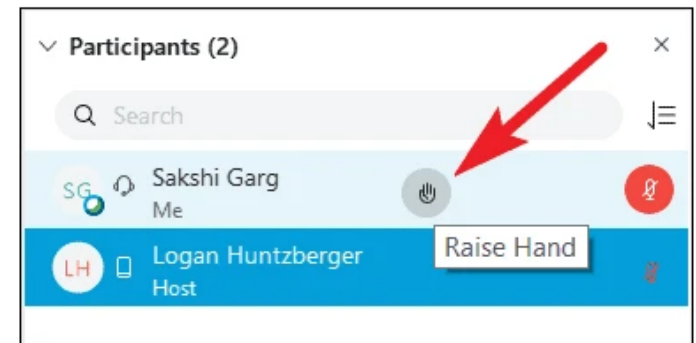 Participants (2)
Search
SG
Sakshi Garg
Me
Raise Hand
LH
Logan Huntzberger
Host